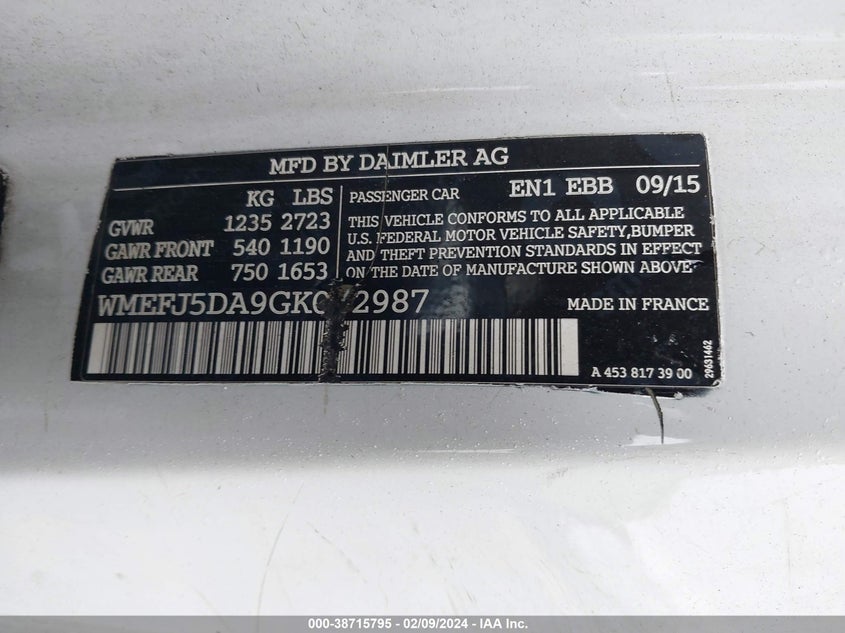 MFD BY DAIMLER AG
KG LBS
GVWR 1235 2723
GAWR FRONT 540 1190
GAWR REAR 750 1653
PASSENGER CAR EN1 EBB 09/15
THIS VEHICLE CONFORMS TO ALL APPLICABLE
U.S. FEDERAL MOTOR VEHICLE SAFETY,BUMPER
AND THEFT PREVENTION STANDARDS IN EFFECT
ON THE DATE OF MANUFACTURE SHOWN ABOVE
MADE IN FRANCE
A 453 817 39 00
29631462
000-38715795 - 02/09/2024 - IAA Inc.